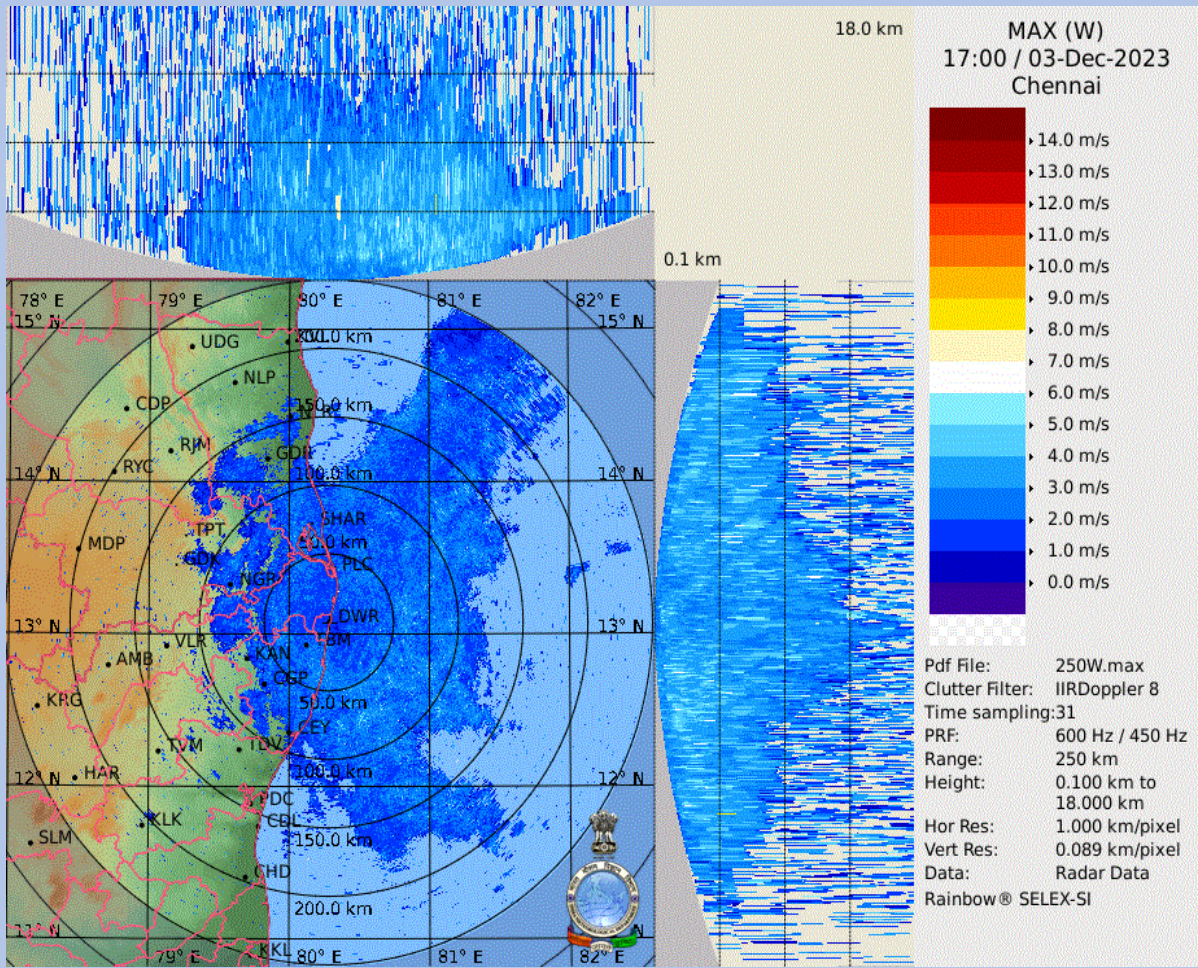 18.0 km
0.1 km
MAX (W)
17:00 / 03-Dec-2023
Chennai
14.0 m/s
13.0 m/s
12.0 m/s
11.0 m/s
10.0 m/s
9.0 m/s
8.0 m/s
7.0 m/s
6.0 m/s
5.0 m/s
4.0 m/s
3.0 m/s
2.0 m/s
1.0 m/s
0.0 m/s
Pdf File: 250W.max
Clutter Filter: IIRDoppler 8
Time sampling:31
PRF: 600 Hz / 450 Hz
Range: 250 km
Height: 0.100 km to
18.000 km
Hor Res: 1.000 km/pixel
Vert Res: 0.089 km/pixel
Data: Radar Data
Rainbow® SELEX-SI
78° E 79° E 80° E 81° E 82° E
15° N 15° N
UDG
NLP
CDP
150.0 km
RJM
GDR
RYC
100.0 km
14° N 14° N
SHAR
TPT
MDP
50.0 km
GDK
PLC
NGR
DWR
13° N 13° N
VLR
KAN
AMB
CGP
KRG
50.0 km
TVM
100.0 km
HAR
12° N 12° N
CDL
KLK
SLM
150.0 km
CHD
200.0 km
11° N
KKL
79° E 80° E 81° E 82° E